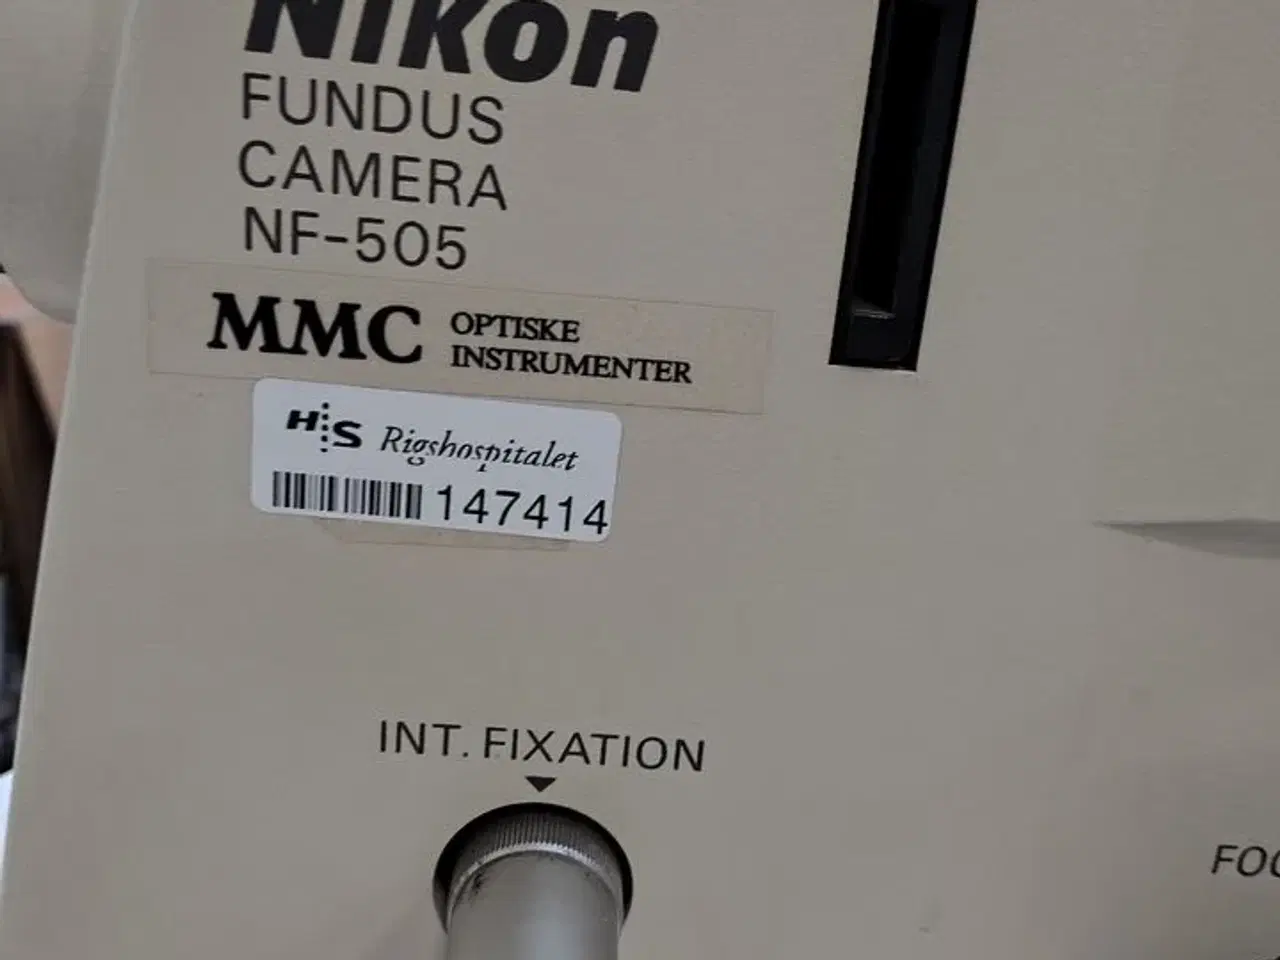 Nikon
FUNDUS
CAMERA
NF-505
MMC OPTISKE
INSTRUMENTER
H:S Rigshospitalet
147414
INT. FIXATION